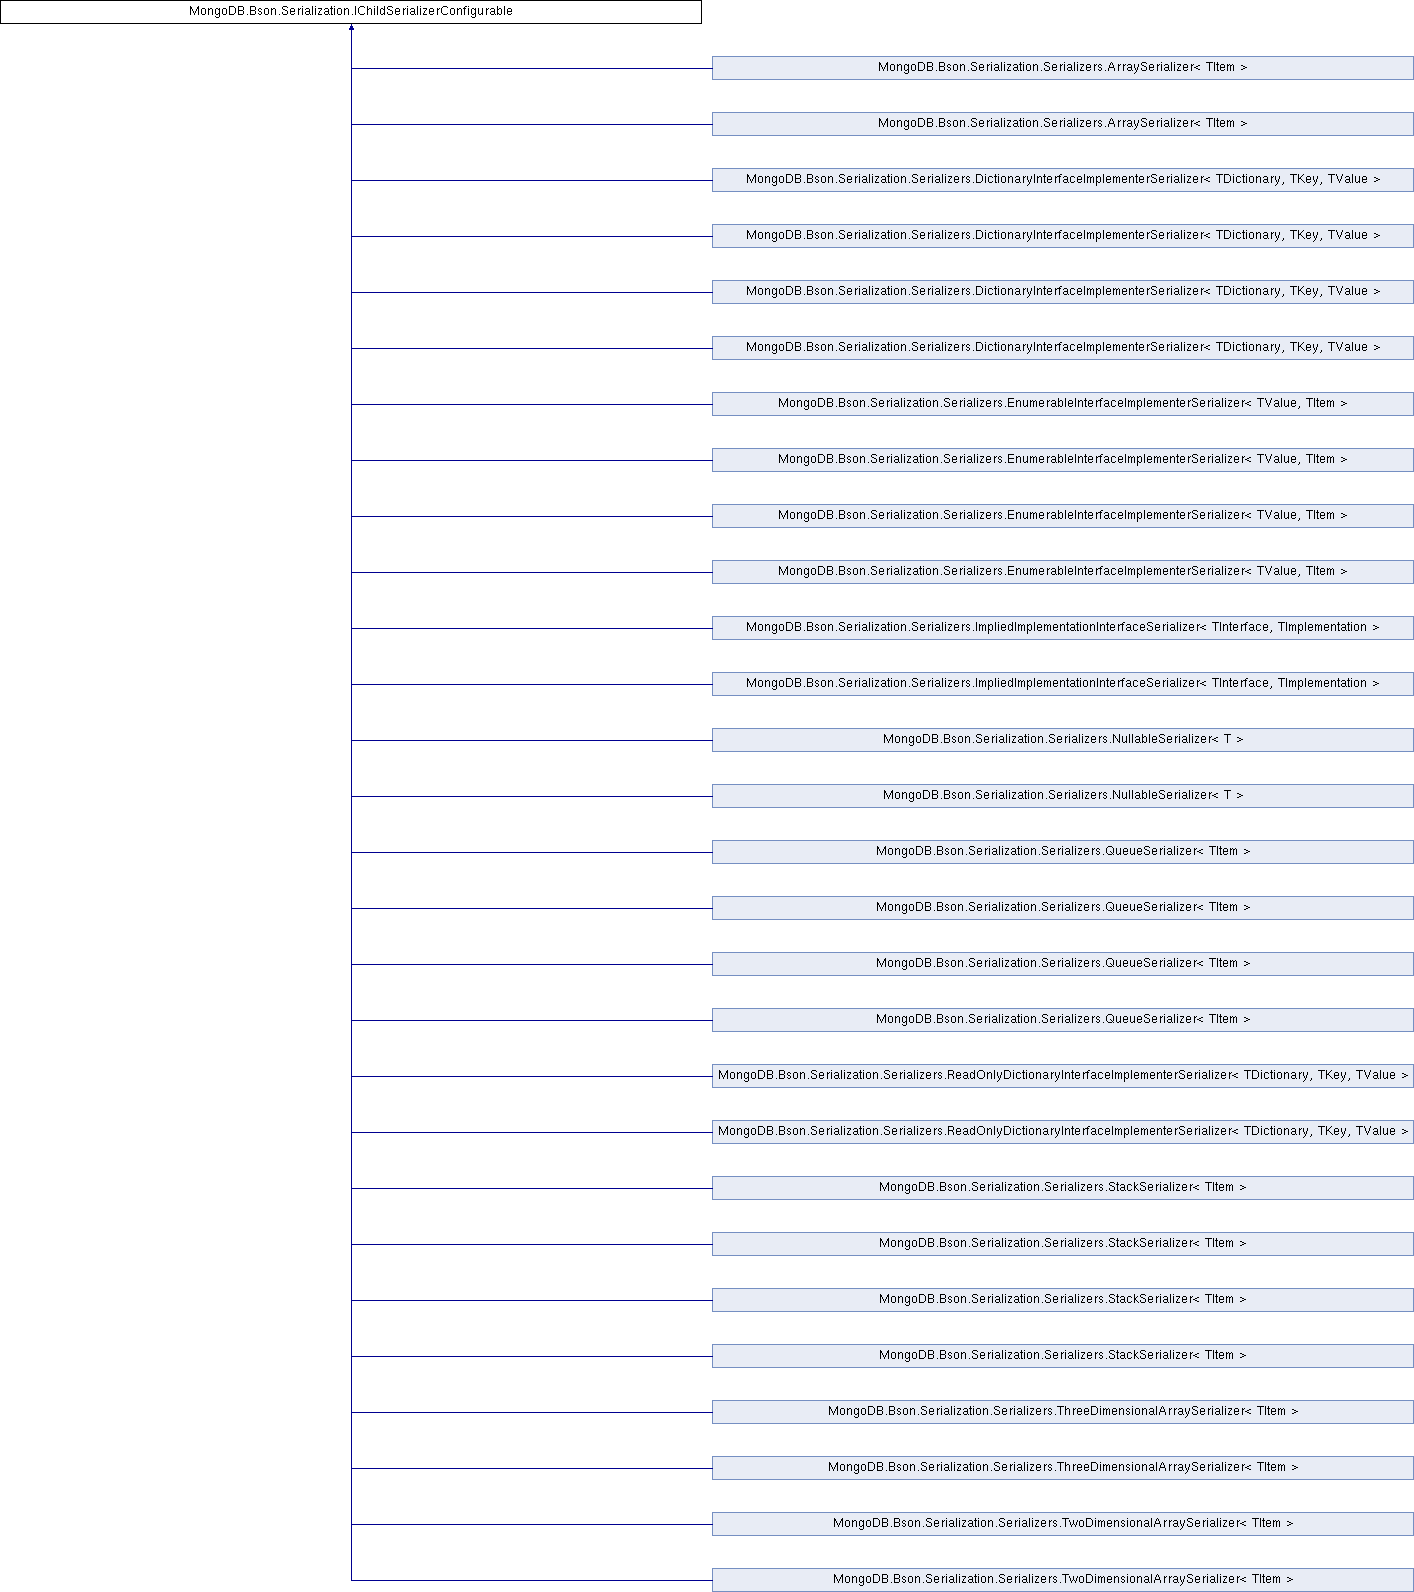 MongoDB.Bson.Serialization.IChildSerializerConfigurable
MongoDB.Bson.Serialization.Serializers.ArraySerializer< TItem >
MongoDB.Bson.Serialization.Serializers.ArraySerializer< TItem >
MongoDB.Bson.Serialization.Serializers.DictionaryInterfaceImplementerSerializer< TDictionary, TKey, TValue >
MongoDB.Bson.Serialization.Serializers.DictionaryInterfaceImplementerSerializer< TDictionary, TKey, TValue >
MongoDB.Bson.Serialization.Serializers.DictionaryInterfaceImplementerSerializer< TDictionary, TKey, TValue >
MongoDB.Bson.Serialization.Serializers.DictionaryInterfaceImplementerSerializer< TDictionary, TKey, TValue >
MongoDB.Bson.Serialization.Serializers.EnumerableInterfaceImplementerSerializer< TValue, TItem >
MongoDB.Bson.Serialization.Serializers.EnumerableInterfaceImplementerSerializer< TValue, TItem >
MongoDB.Bson.Serialization.Serializers.EnumerableInterfaceImplementerSerializer< TValue, TItem >
MongoDB.Bson.Serialization.Serializers.EnumerableInterfaceImplementerSerializer< TValue, TItem >
MongoDB.Bson.Serialization.Serializers.ImpliedImplementationInterfaceSerializer< TInterface, TImplementation >
MongoDB.Bson.Serialization.Serializers.ImpliedImplementationInterfaceSerializer< TInterface, TImplementation >
MongoDB.Bson.Serialization.Serializers.NullableSerializer< T >
MongoDB.Bson.Serialization.Serializers.NullableSerializer< T >
MongoDB.Bson.Serialization.Serializers.QueueSerializer< TItem >
MongoDB.Bson.Serialization.Serializers.QueueSerializer< TItem >
MongoDB.Bson.Serialization.Serializers.QueueSerializer< TItem >
MongoDB.Bson.Serialization.Serializers.QueueSerializer< TItem >
MongoDB.Bson.Serialization.Serializers.ReadOnlyDictionaryInterfaceImplementerSerializer< TDictionary, TKey, TValue >
MongoDB.Bson.Serialization.Serializers.ReadOnlyDictionaryInterfaceImplementerSerializer< TDictionary, TKey, TValue >
MongoDB.Bson.Serialization.Serializers.StackSerializer< TItem >
MongoDB.Bson.Serialization.Serializers.StackSerializer< TItem >
MongoDB.Bson.Serialization.Serializers.StackSerializer< TItem >
MongoDB.Bson.Serialization.Serializers.StackSerializer< TItem >
MongoDB.Bson.Serialization.Serializers.ThreeDimensionalArraySerializer< TItem >
MongoDB.Bson.Serialization.Serializers.ThreeDimensionalArraySerializer< TItem >
MongoDB.Bson.Serialization.Serializers.TwoDimensionalArraySerializer< TItem >
MongoDB.Bson.Serialization.Serializers.TwoDimensionalArraySerializer< TItem >